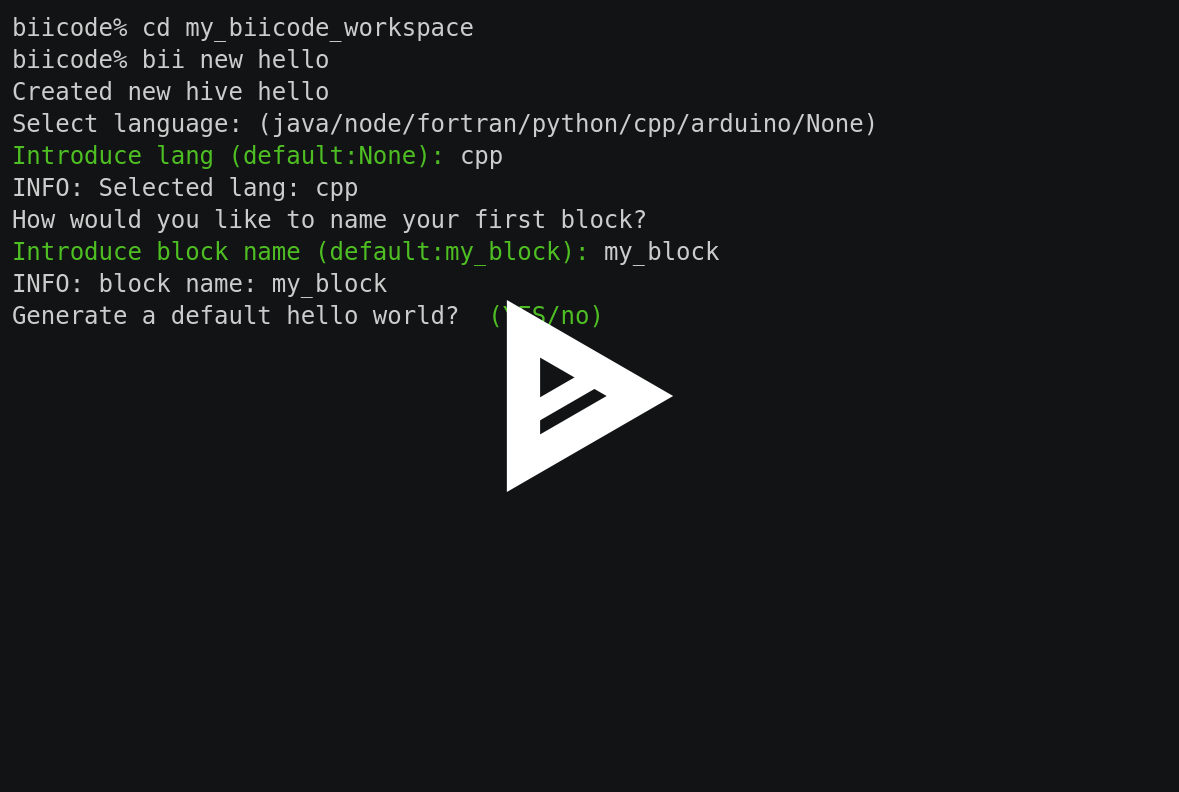 biicode% cd my_biicode_workspace
biicode% bii new hello
Created new hive hello
Select language: (java/node/fortran/python/cpp/arduino/None)
Introduce lang (default:None): cpp
INFO: Selected lang: cpp
How would you like to name your first block?
Introduce block name (default:my_block): my_block
INFO: block name: my_block
Generate a default hello world?  (YES/no)